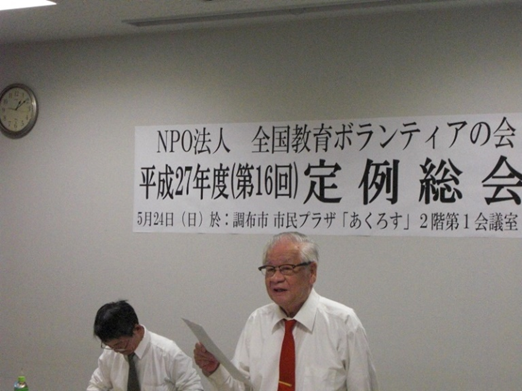 NPO法人　全国教育ボランティアの会
平成27年度(第16回) 定例総会
5月24日（日）於：調布市 市民プラザ「あくろす」２階第１会議室